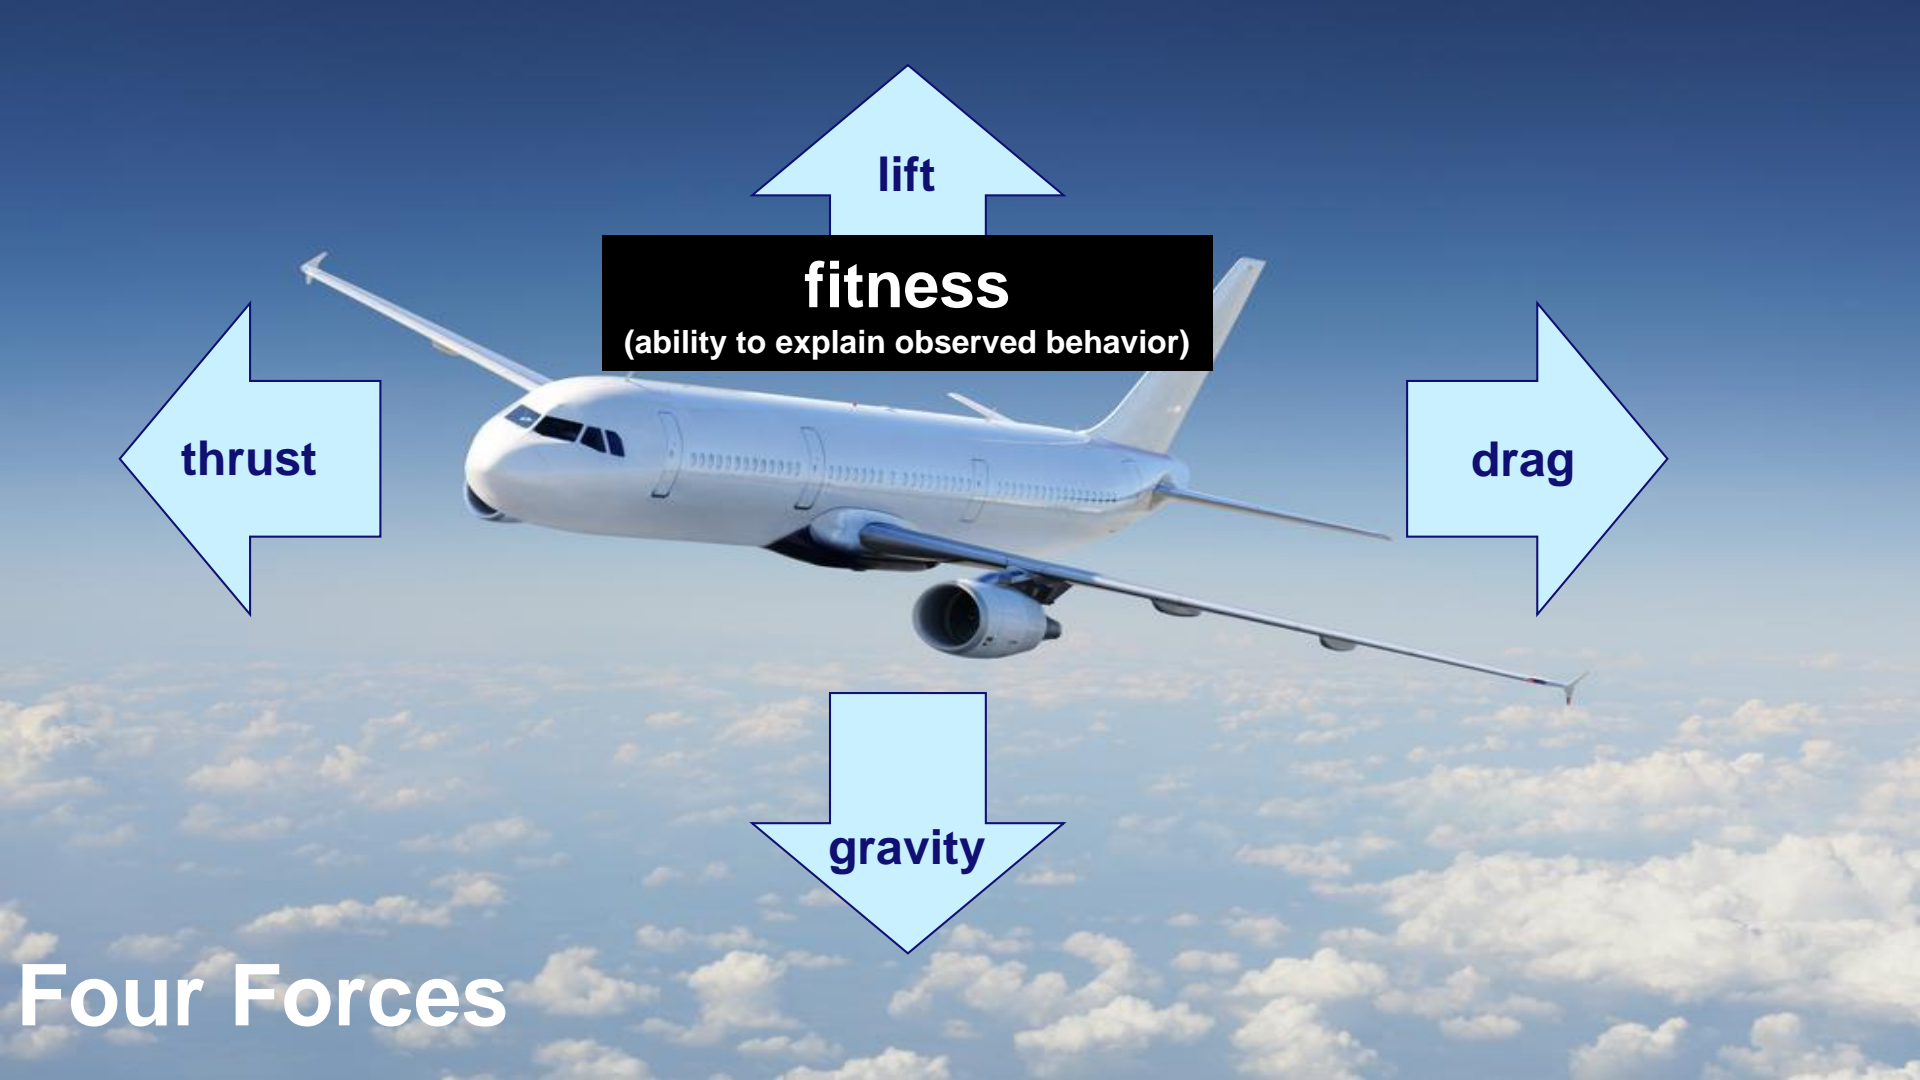 lift
fitness
(ability to explain observed behavior)
thrust
drag
gravity
Four Forces